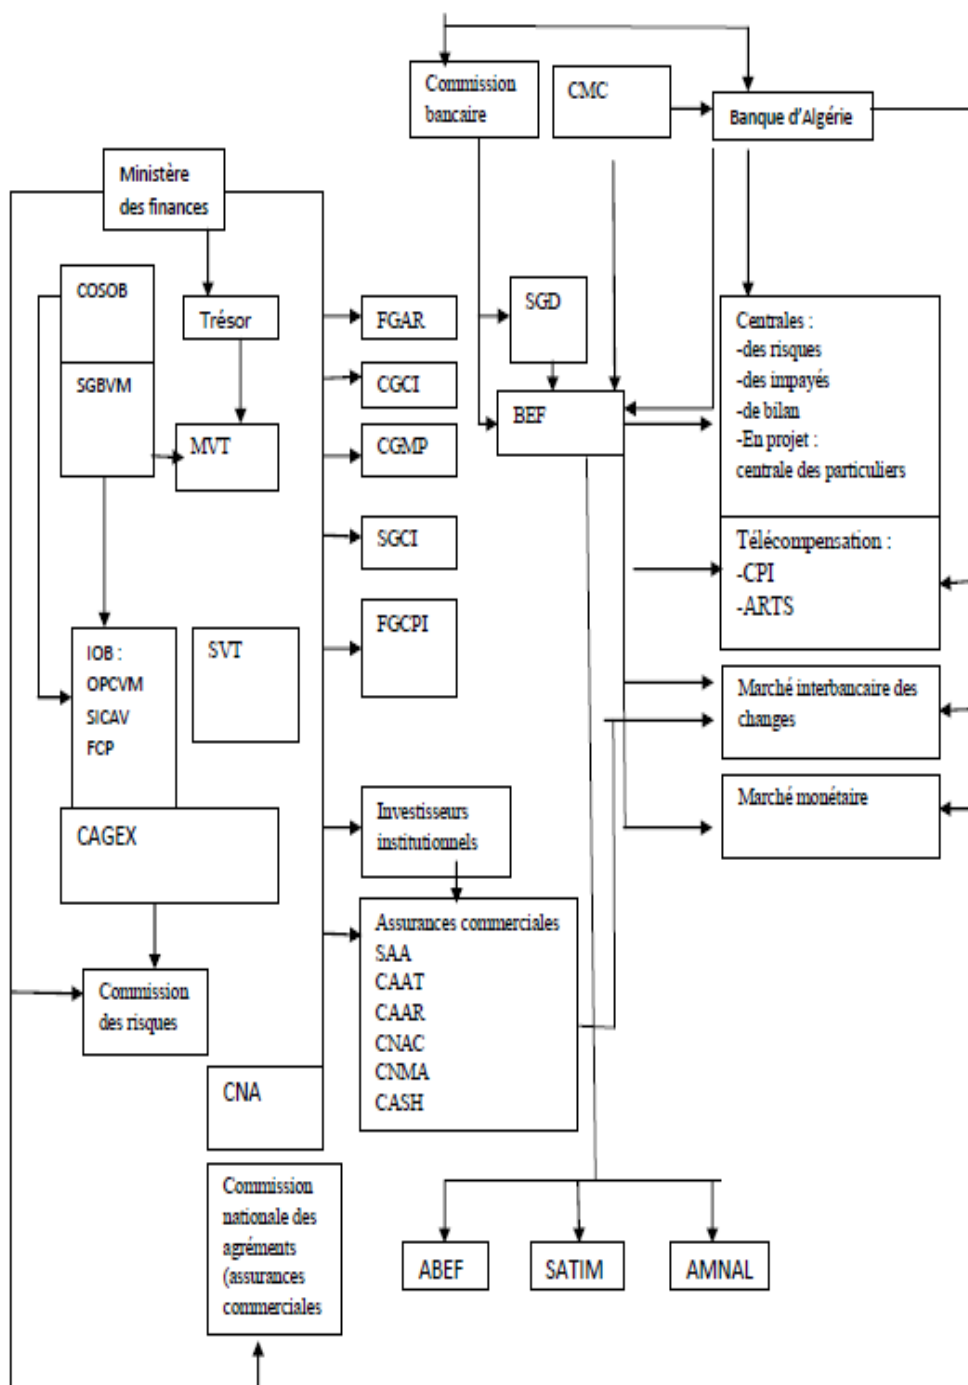 Commission
bancaire
CMC
Banque d'Algérie
Ministère
des finances
COSOB
Trésor
SGBVM
MVT
FGAR
CGCI
CGMP
SGCI
FGCPI
SGD
BEF
Centrales :
-des risques
-des impayés
-de bilan
-En projet :
centrale des particuliers
Télécompensation :
-CPI
-ARTS
IOB :
OPCVM
SICAV
FCP
SVT
Marché interbancaire des
changes
Marché monétaire
CAGEX
Investisseurs
institutionnels
Assurances commerciales
SAA
CAAT
CAAR
CNAC
CNMA
CASH
Commission
des risques
CNA
Commission
nationale des
agréments
(assurances
commerciales
ABEF
SATIM
AMNAL